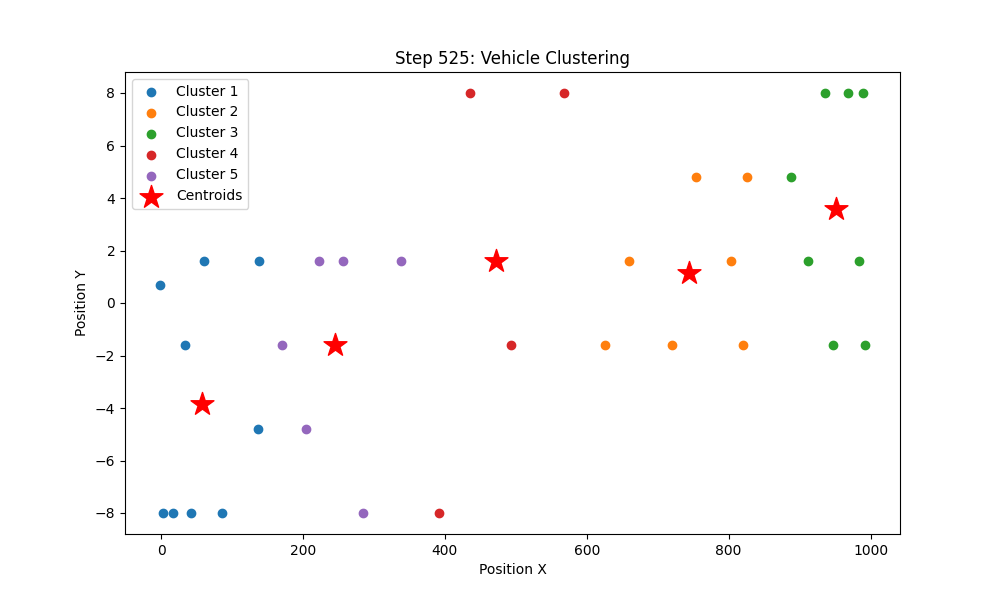 Step 525: Vehicle Clustering
Cluster 1
Cluster 2
Cluster 3
Cluster 4
Cluster 5
Centroids
8
6
4
2
0
−2
−4
−6
−8
Position Y
0 200 400 600 800 1000
Position X